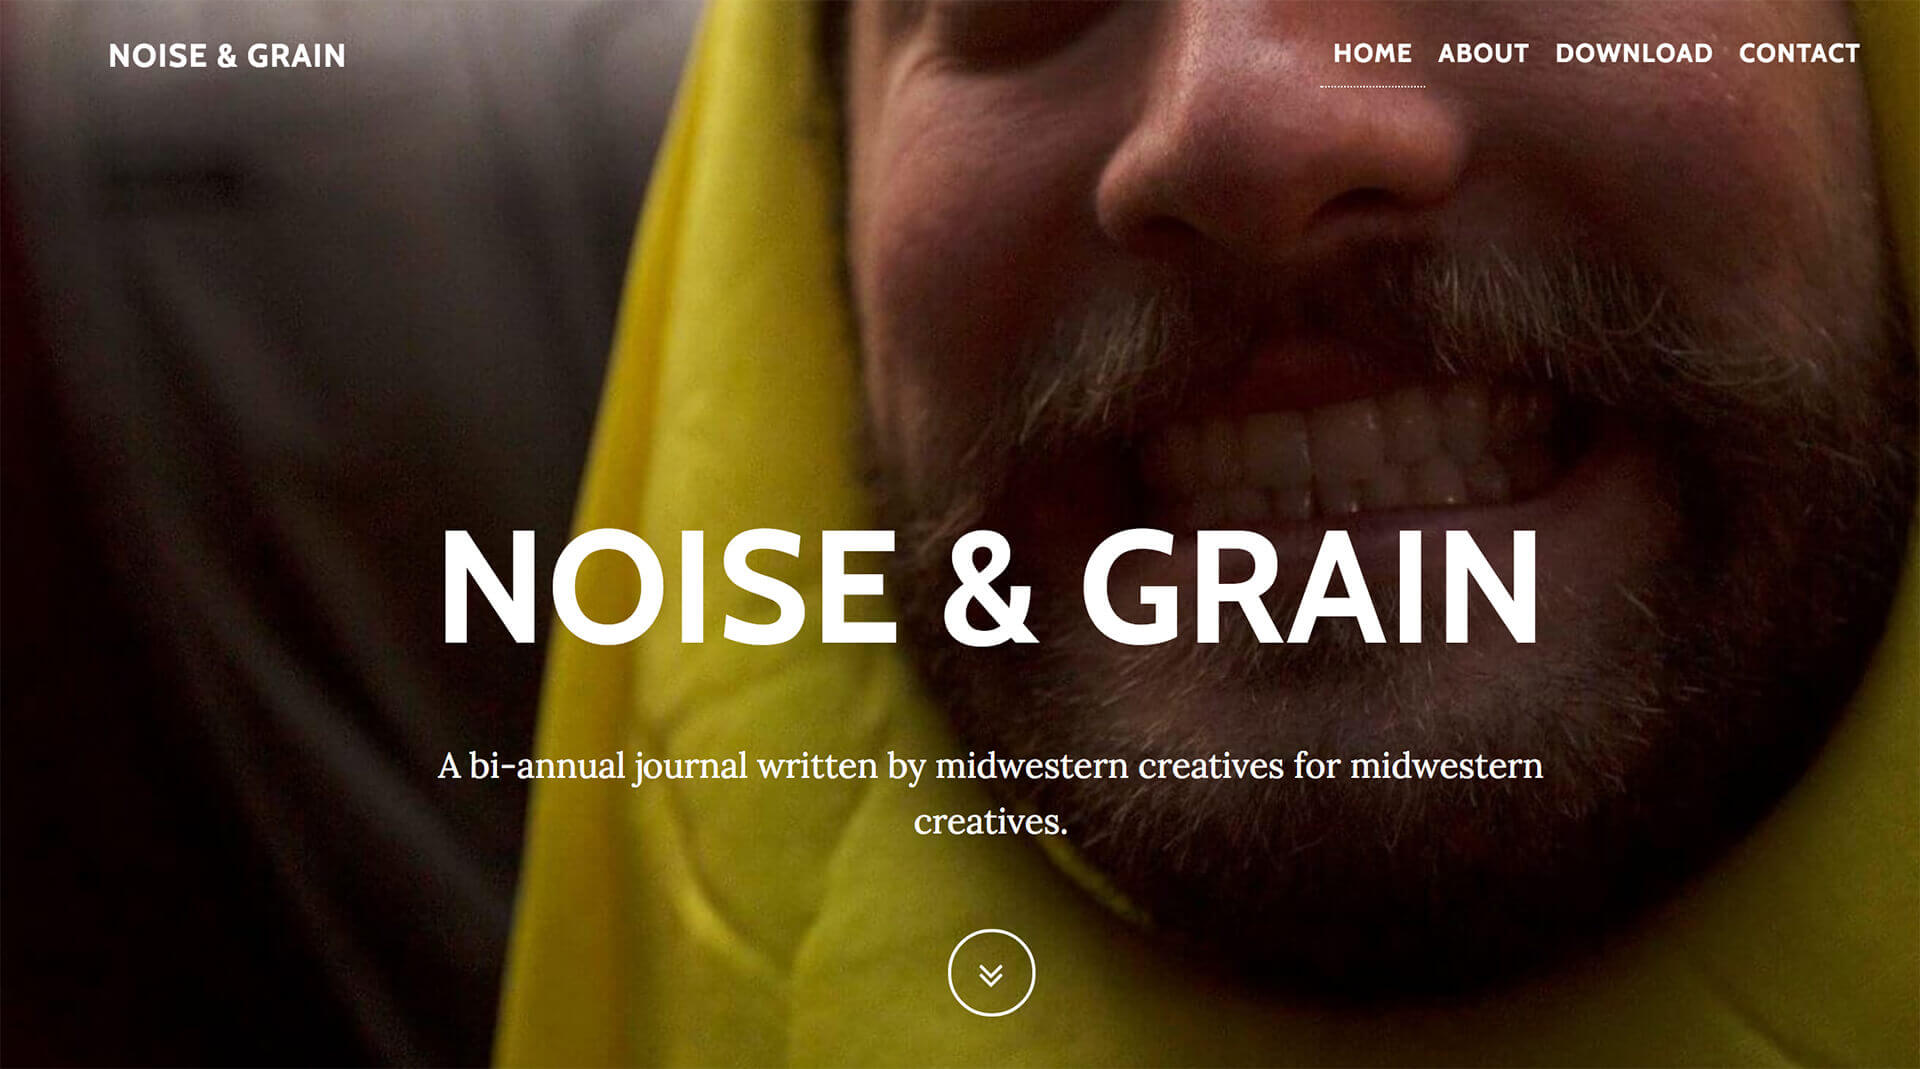 NOISE & GRAIN
HOME ABOUT DOWNLOAD CONTACT
NOISE & GRAIN
A bi-annual journal written by midwestern creatives for midwestern
creatives.